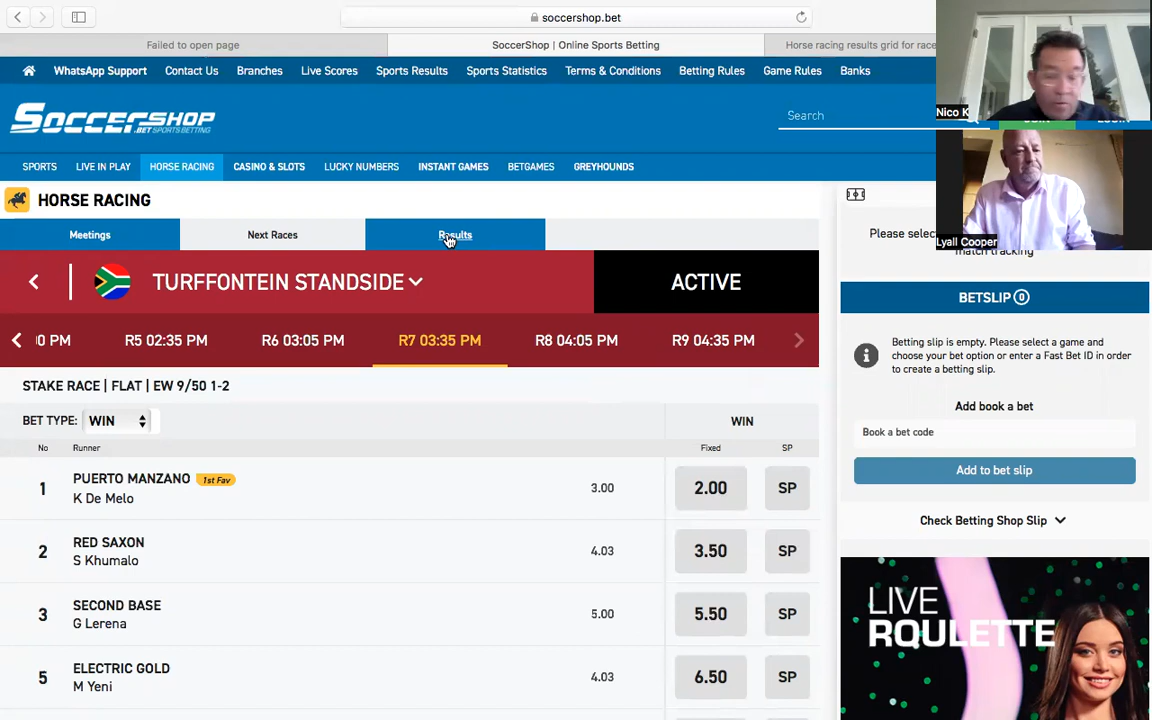 soccershop.bet
Failed to open page
SoccerShop | Online Sports Betting
Horse racing results grid for race
WhatsApp Support
Contact Us
Branches
Live Scores
Sports Results
Sports Statistics
Terms & Conditions
Betting Rules
Game Rules
Banks
SOCCERSHOP
.BET SPORTS BETTING
Search
Nico K
SPORTS
LIVE IN PLAY
HORSE RACING
CASINO & SLOTS
LUCKY NUMBERS
INSTANT GAMES
BETGAMES
GREYHOUNDS
HORSE RACING
Meetings
Next Races
Results
Please selec
match tracking
Lyall Cooper
TURFFONTEIN STANDSIDE
ACTIVE
BETSLIP 0
0 PM
R5 02:35 PM
R6 03:05 PM
R7 03:35 PM
R8 04:05 PM
R9 04:35 PM
Betting slip is empty. Please select a game and
choose your bet option or enter a Fast Bet ID in order
to create a betting slip.
STAKE RACE | FLAT | EW 9/50 1-2
Add book a bet
BET TYPE: WIN
WIN
Book a bet code
No
Runner
Fixed
SP
Add to bet slip
1
PUERTO MANZANO
1st Fav
K De Melo
3.00
2.00
SP
Check Betting Shop Slip
2
RED SAXON
S Khumalo
4.03
3.50
SP
3
SECOND BASE
G Lerena
5.00
5.50
SP
5
ELECTRIC GOLD
M Yeni
4.03
6.50
SP
LIVE
ROULETTE